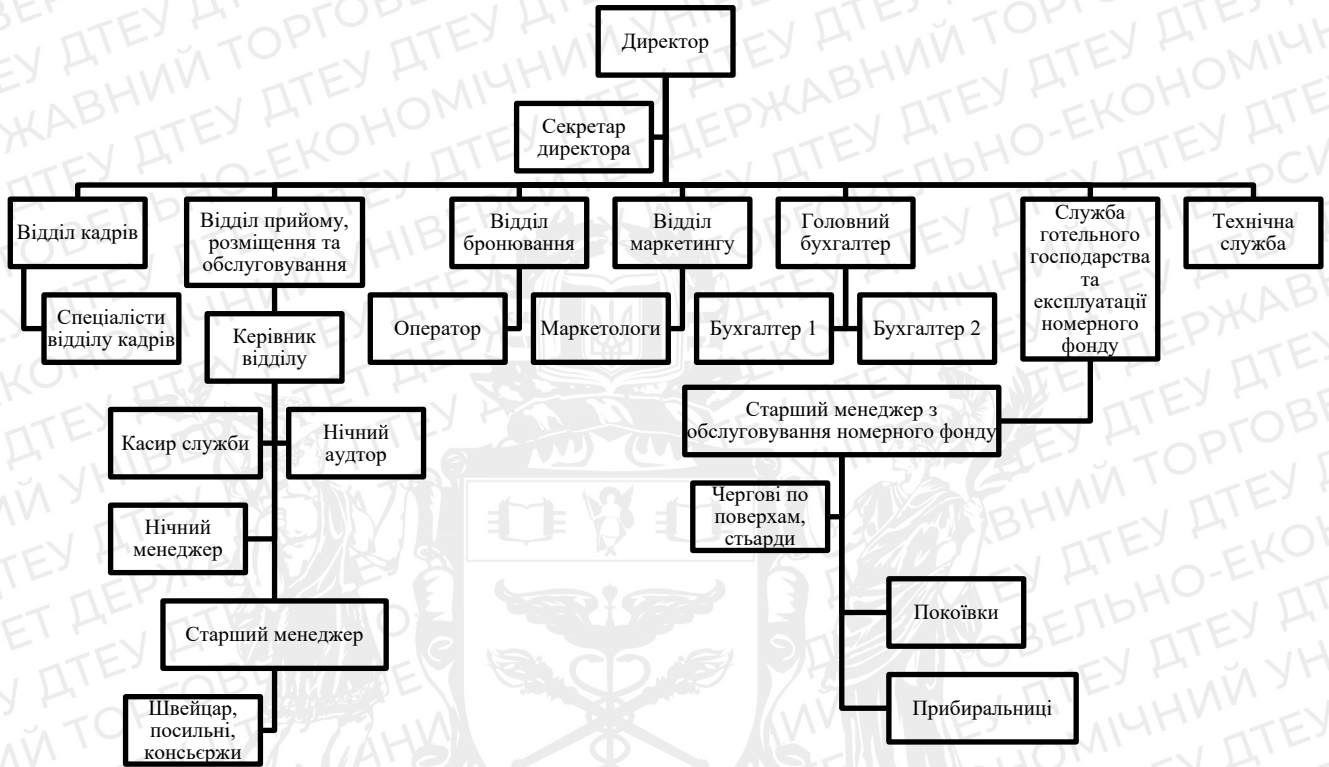 Директор
Секретар
директора
Відділ кадрів
Відділ прийому,
розміщення та
обслуговування
Відділ
бронювання
Відділ
маркетингу
Головний
бухгалтер
Служба
готельного
господарства
та
експлуатації
номерного
фонду
Технічна
служба
Спеціалісти
відділу кадрів
Керівник
відділу
Оператор
Маркетологи
Бухгалтер 1
Бухгалтер 2
Касир служби
Нічний
аудтор
Старший менеджер з
обслуговування номерного фонду
Нічний
менеджер
Чергові по
поверхам,
стьарди
Старший менеджер
Покоївки
Швейцар,
посильні,
консьєржи
Прибиральниці